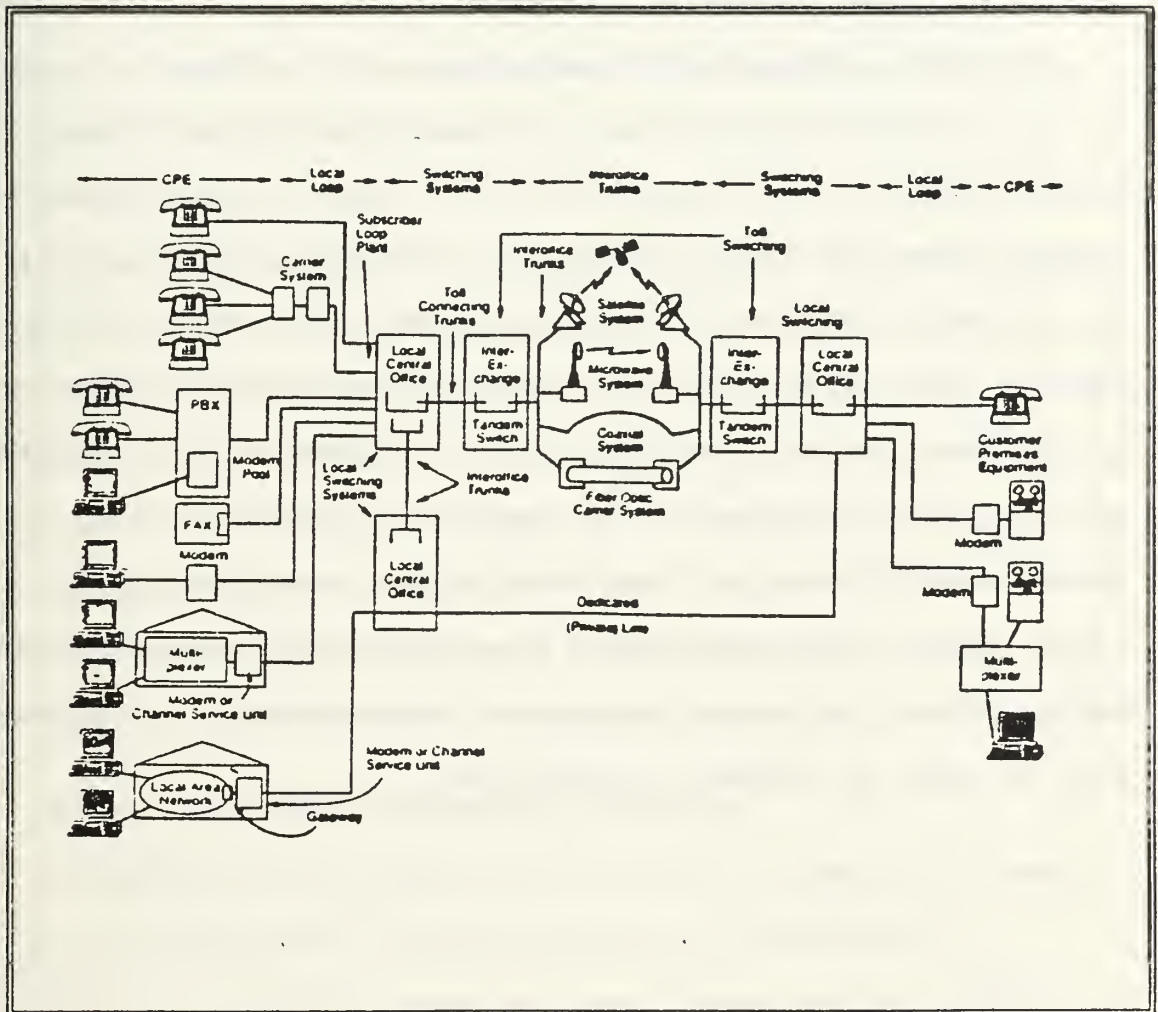 CPE
Local
Loop
Switching
Systems
Interoffice
Trunks
Switching
Systems
Local
Loop
CPE
Subscriber
Loop
Plant
Carrier
System
Toll
Connecting
Trunks
Interoffice
Trunks
Toll
Switching
Satellite
System
Local
Switching
Local
Central
Office
Inter-
Ex-
change
Tandem
Switch
Microwave
System
Coaxial
System
Fiber Optic
Carrier System
Inter-
Ex-
change
Tandem
Switch
Local
Central
Office
Customer
Premises
Equipment
PBX
Modem
Pool
Local
Switching
Systems
Interoffice
Trunks
FAX
Modem
Local
Central
Office
Modem
Modem
Dedicated
(Private) Line
Multi-
plexer
Modem or
Channel Service unit
Multi-
plexer
Modem or Channel
Service unit
Local Area
Network
Gateway